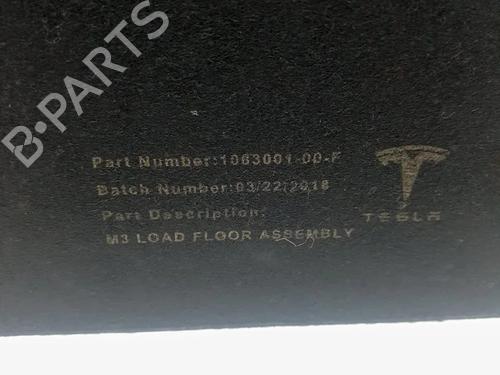 B-PARTS
Part Number:1063001-00-F
Batch Number:03/22/2018
Part Description:
M3 LOAD FLOOR ASSEMBLY
TESLA